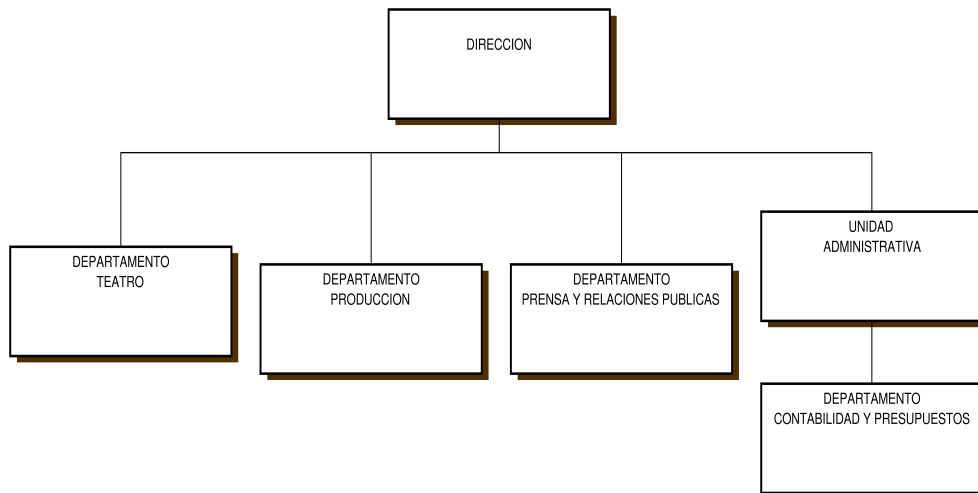 DIRECCION
UNIDAD
ADMINISTRATIVA
DEPARTAMENTO
TEATRO
DEPARTAMENTO
PRODUCCION
DEPARTAMENTO
PRENSA Y RELACIONES PUBLICAS
DEPARTAMENTO
CONTABILIDAD Y PRESUPUESTOS